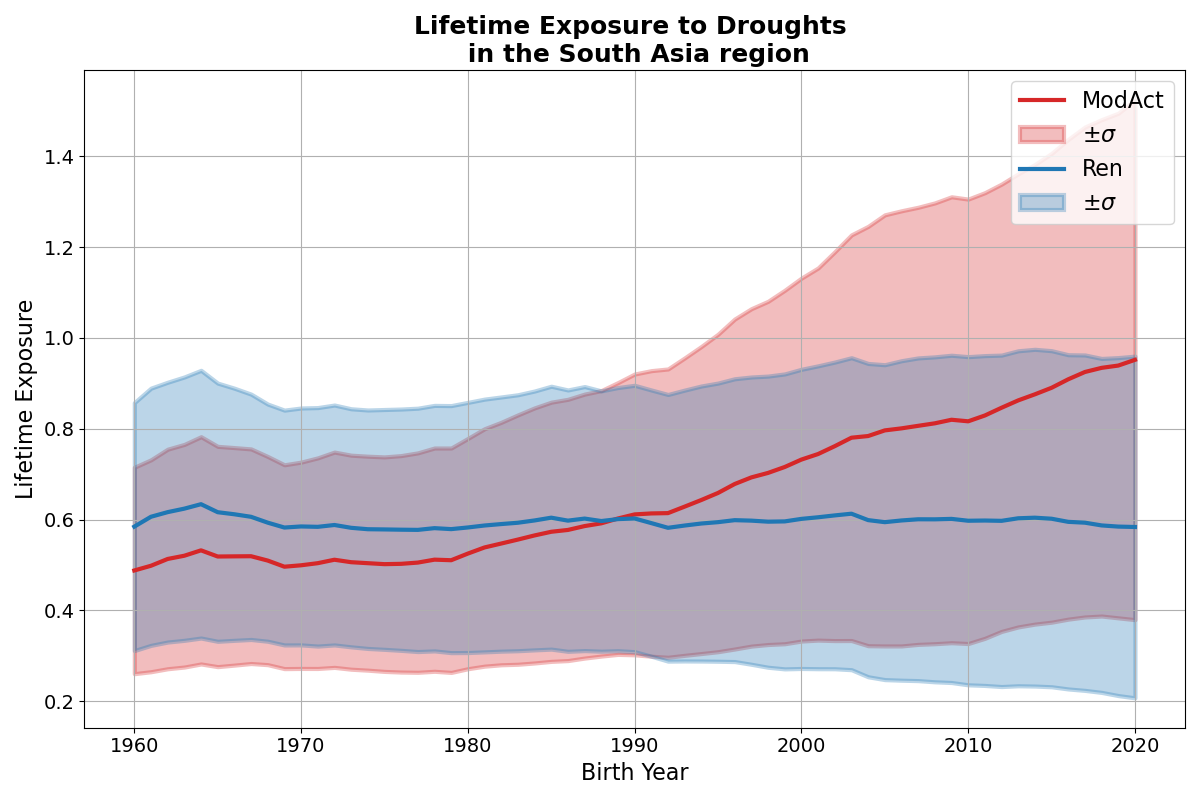 Lifetime Exposure to Droughts
in the South Asia region
ModAct
±σ
Ren
±σ
Lifetime Exposure
1.4
1.2
1.0
0.8
0.6
0.4
0.2
1960 1970 1980 1990 2000 2010 2020
Birth Year